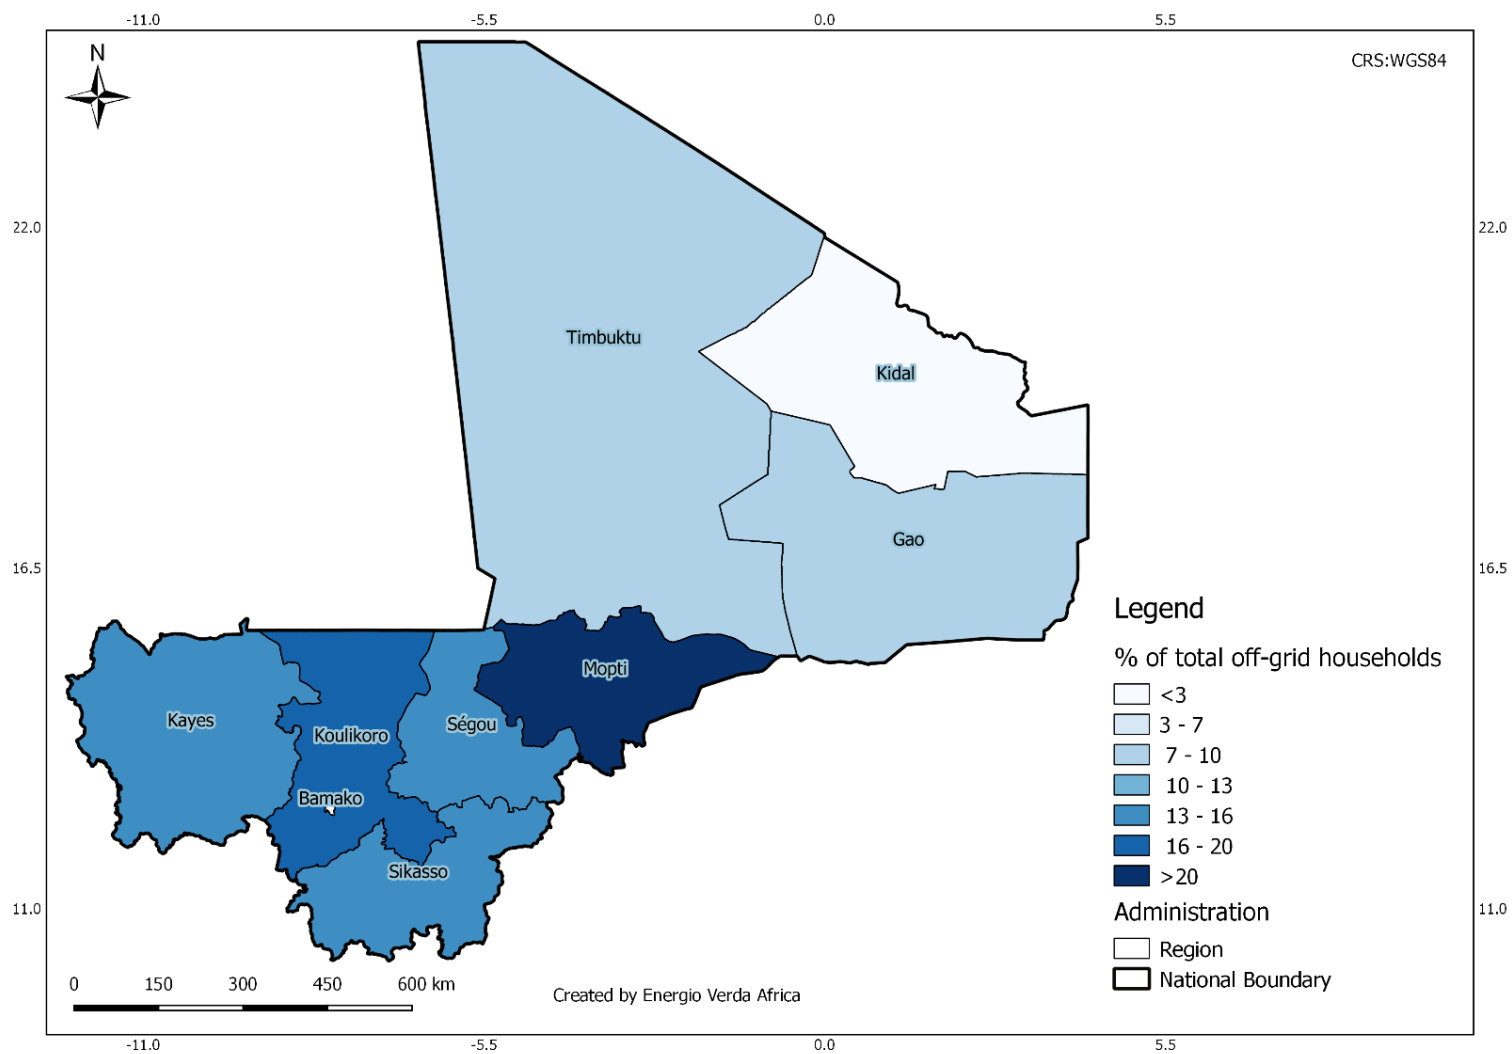 -11.0 -5.5 0.0 5.5
N
CRS:WGS84
22.0 22.0
Timbuktu
Kidal
Gao
16.5 16.5
Legend
% of total off-grid households
<3
3 - 7
7 - 10
10 - 13
13 - 16
16 - 20
>20
Administration
Region
National Boundary
Mopti
Kayes
Ségou
Koulikoro
Bamako
Sikasso
11.0 11.0
0 150 300 450 600 km
Created by Energio Verda Africa
-11.0 -5.5 0.0 5.5